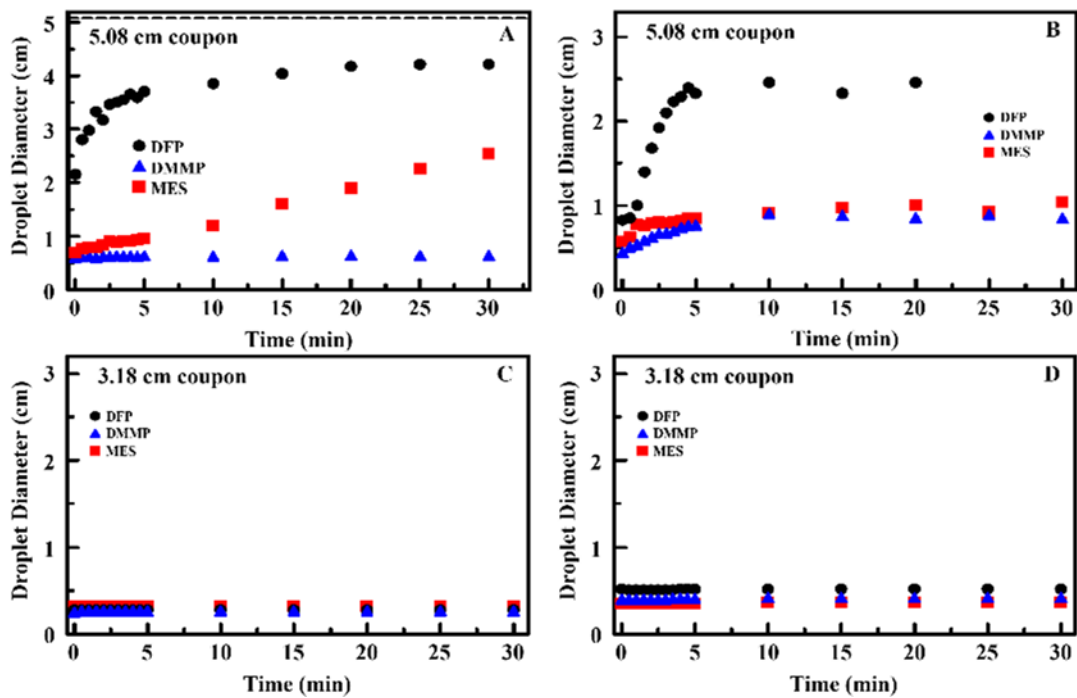 5.08 cm coupon
A
Droplet Diameter (cm)
5
4
3
2
1
0
DFP
DMMP
MES
0 5 10 15 20 25 30
Time (min)
5.08 cm coupon
B
Droplet Diameter (cm)
3
2
1
0
DFP
DMMP
MES
0 5 10 15 20 25 30
Time (min)
3.18 cm coupon
C
Droplet Diameter (cm)
3
2
1
0
DFP
DMMP
MES
0 5 10 15 20 25 30
Time (min)
3.18 cm coupon
D
Droplet Diameter (cm)
3
2
1
0
DFP
DMMP
MES
0 5 10 15 20 25 30
Time (min)